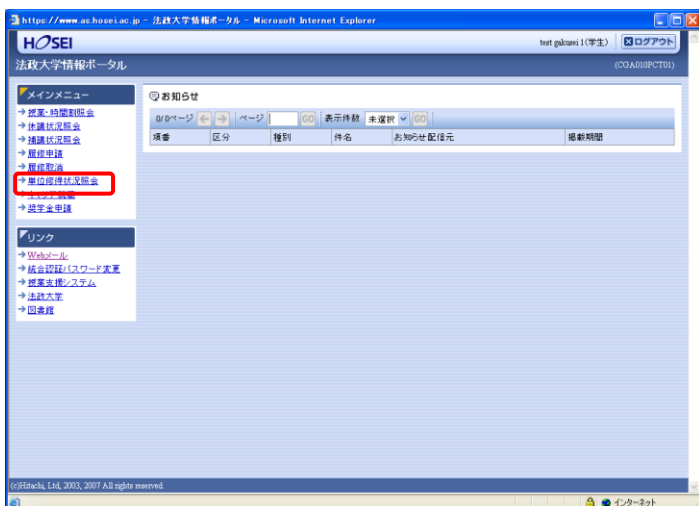 https://www.as.hosei.ac.jp - 法政大学情報ポータル - Microsoft Internet Explorer
HOSEI
test gakusei 1(学生)
ログアウト
法政大学情報ポータル
(CGA010PCT01)
メインメニュー
授業・時間割照会
休講状況照会
補講状況照会
履修申請
履修取消
単位修得状況照会
奨学金申請
リンク
Webメール
統合認証パスワード変更
授業支援システム
法政大学
図書館
お知らせ
0/0ページ ページ GO 表示件数 未選択 GO
項番 区分 種別 件名 お知らせ配信元 掲載期間
(c)Hitachi, Ltd, 2003, 2007 All rights reserved.
インターネット